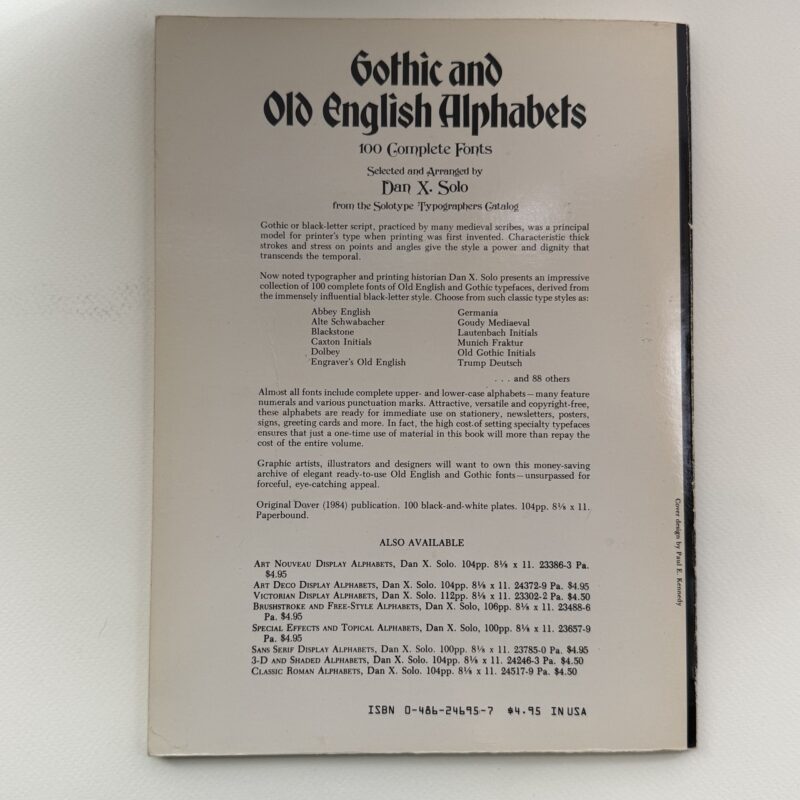 Gothic and
Old English Alphabets
100 Complete Fonts
Selected and Arranged by
Dan X. Solo
from the Solotype Typographers Catalog
Gothic or black-letter script, practiced by many medieval scribes, was a principal
model for printer's type when printing was first invented. Characteristic thick
strokes and stress on points and angles give the style a power and dignity that
transcends the temporal.
Now noted typographer and printing historian Dan X. Solo presents an impressive
collection of 100 complete fonts of Old English and Gothic typefaces, derived from
the immensely influential black-letter style. Choose from such classic type styles as:
Abbey English
Alte Schwabacher
Blackstone
Caxton Initials
Dolbey
Engraver's Old English
Germania
Goudy Mediaeval
Lautenbach Initials
Munich Fraktur
Old Gothic Initials
Trump Deutsch
. . . and 88 others
Almost all fonts include complete upper- and lower-case alphabets—many feature
numerals and various punctuation marks. Attractive, versatile and copyright-free,
these alphabets are ready for immediate use on stationery, newsletters, posters,
signs, greeting cards and more. In fact, the high cost of setting specialty typefaces
ensures that just a one-time use of material in this book will more than repay the
cost of the entire volume.
Graphic artists, illustrators and designers will want to own this money-saving
archive of elegant ready-to-use Old English and Gothic fonts—unsurpassed for
forceful, eye-catching appeal.
Original Dover (1984) publication. 100 black-and-white plates. 104pp. 8⅛ x 11.
Paperbound.
ALSO AVAILABLE
ART NOUVEAU DISPLAY ALPHABETS, Dan X. Solo. 104pp. 8⅛ x 11. 23386-3 Pa.
$4.95
ART DECO DISPLAY ALPHABETS, Dan X. Solo. 104pp. 8⅛ x 11. 24372-9 Pa. $4.95
VICTORIAN DISPLAY ALPHABETS, Dan X. Solo. 112pp. 8⅛ x 11. 23302-2 Pa. $4.50
BRUSHSTROKE AND FREE-STYLE ALPHABETS, Dan X. Solo, 106pp. 8⅛ x 11. 23488-6
Pa. $4.95
SPECIAL EFFECTS AND TOPICAL ALPHABETS, Dan X. Solo, 100pp. 8⅛ x 11. 23657-9
Pa. $4.95
SANS SERIF DISPLAY ALPHABETS, Dan X. Solo. 100pp. 8⅛ x 11. 23785-0 Pa. $4.95
3-D AND SHADED ALPHABETS, Dan X. Solo. 104pp. 8⅛ x 11. 24246-3 Pa. $4.50
CLASSIC ROMAN ALPHABETS, Dan X. Solo. 104pp. 8⅛ x 11. 24517-9 Pa. $4.50
ISBN 0-486-24695-7 $4.95 IN USA
Cover design by Paul E. Kennedy